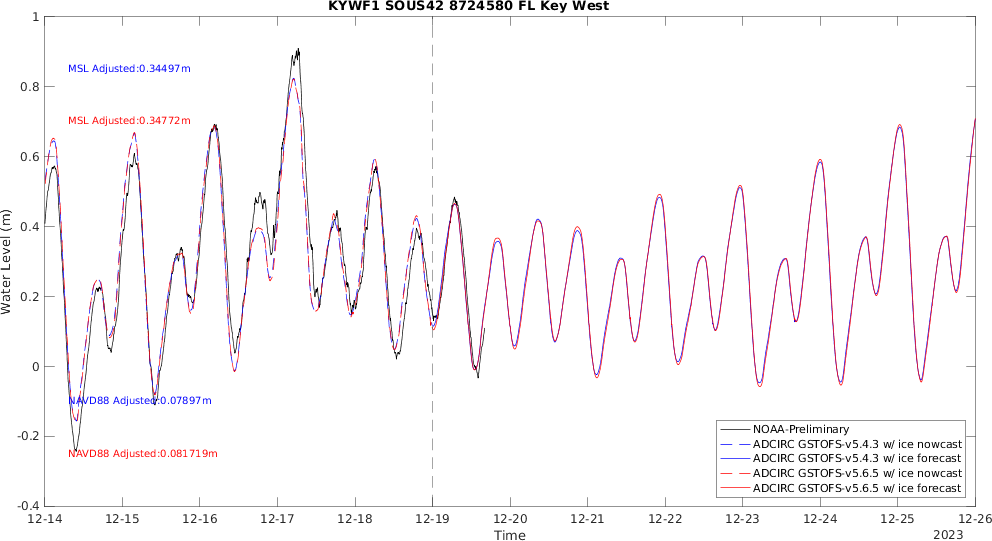 KYWF1 SOUS42 8724580 FL Key West
1
0.8
0.6
0.4
0.2
0
-0.2
-0.4
Water Level (m)
MSL Adjusted:0.34497m
MSL Adjusted:0.34772m
NAVD88 Adjusted:0.07897m
NAVD88 Adjusted:0.081719m
NOAA-Preliminary
ADCIRC GSTOFS-v5.4.3 w/ ice nowcast
ADCIRC GSTOFS-v5.4.3 w/ ice forecast
ADCIRC GSTOFS-v5.6.5 w/ ice nowcast
ADCIRC GSTOFS-v5.6.5 w/ ice forecast
12-14 12-15 12-16 12-17 12-18 12-19 12-20 12-21 12-22 12-23 12-24 12-25 12-26
Time
2023